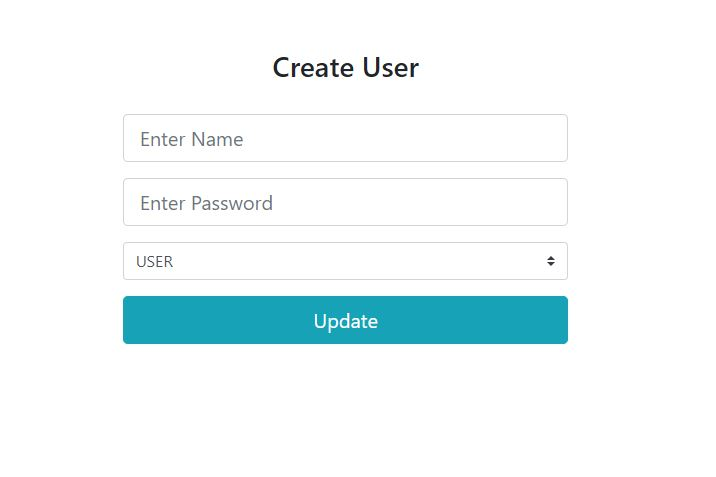 Create User
Enter Name
Enter Password
USER
Update